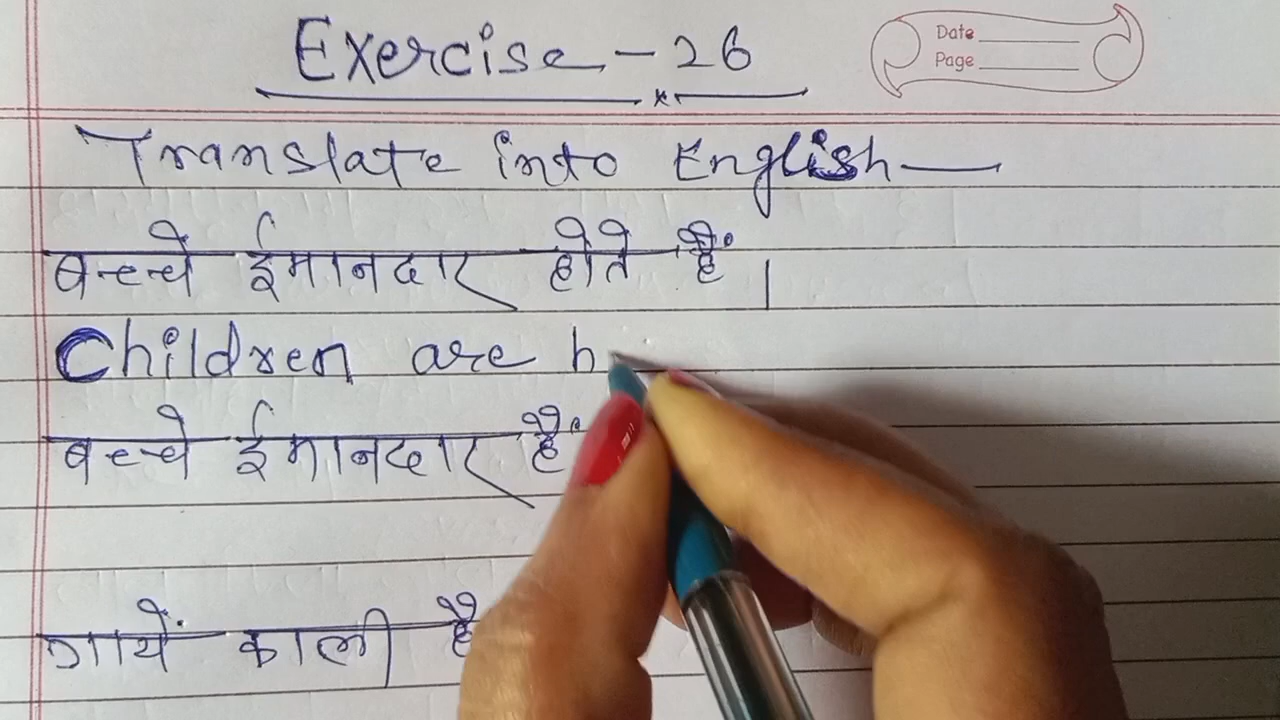 Exercise - 26
Date
Page
Translate into English —
बच्चे ईमानदार होते हैं।
Children are h
बच्चे ईमानदार हैं
गायें काली